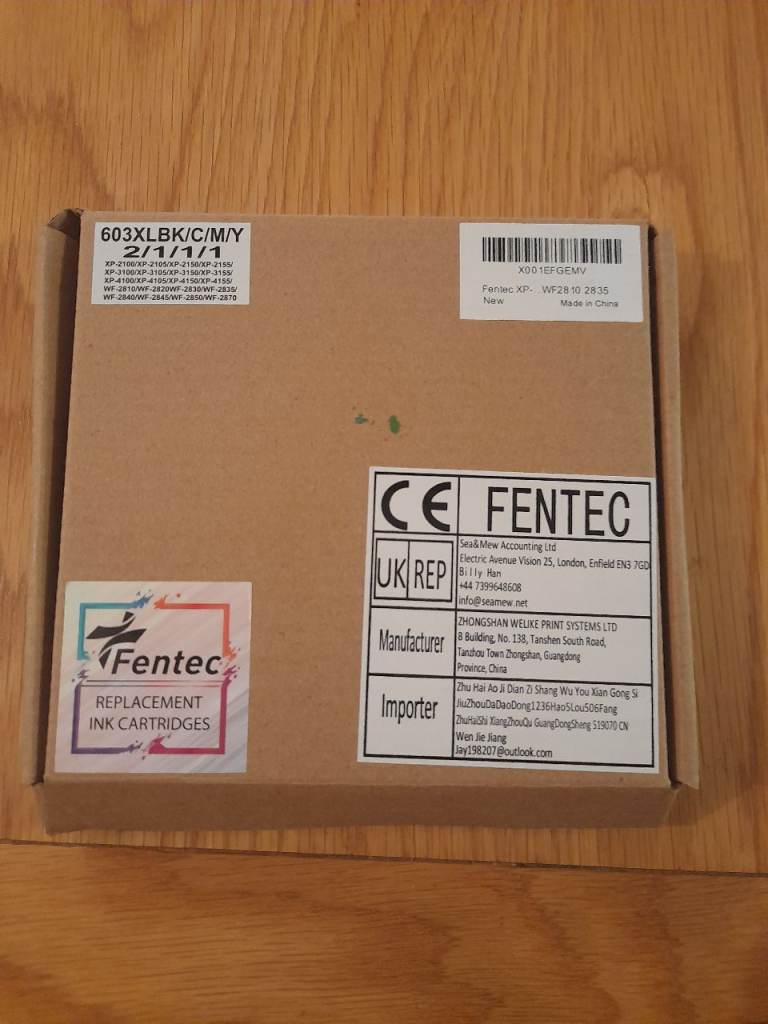 603XLBK/C/M/Y
2/1/1/1
XP-2100/XP-2105/XP-2150/XP-2155/
XP-3100/XP-3105/XP-3150/XP-3155/
XP-4100/XP-4105/XP-4150/XP-4155/
WF-2810/WF-2820WF-2830/WF-2835/
WF-2840/WF-2845/WF-2850/WF-2870
X001EFGEMV
Fentec XP-...WF2810 2835
New
Made in China
CE
FENTEC
UK REP
Sea&Mew Accounting Ltd
Electric Avenue Vision 25, London, Enfield EN3 7GD
Billy Han
+44 7399648608
info@seamew.net
Manufacturer
ZHONGSHAN WELIKE PRINT SYSTEMS LTD
8 Building, No. 138, Tanshen South Road,
Tanzhou Town Zhongshan, Guangdong
Province, China
Importer
Zhu Hai Ao Ji Dian Zi Shang Wu You Xian Gong Si
JiuZhouDaDaoDong1236Hao5Lou506Fang
ZhuHaiShi XiangZhouQu GuangDongSheng 519070 CN
Wen Jie Jiang
Jay198207@outlook.com
Fentec
REPLACEMENT
INK CARTRIDGES